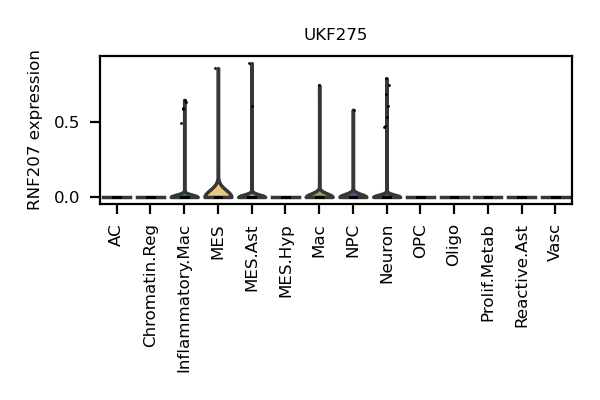 UKF275
RNF207 expression
0.5
0.0
AC
Chromatin.Reg
Inflammatory.Mac
MES
MES.Ast
MES.Hyp
Mac
NPC
Neuron
OPC
Oligo
Prolif.Metab
Reactive.Ast
Vasc